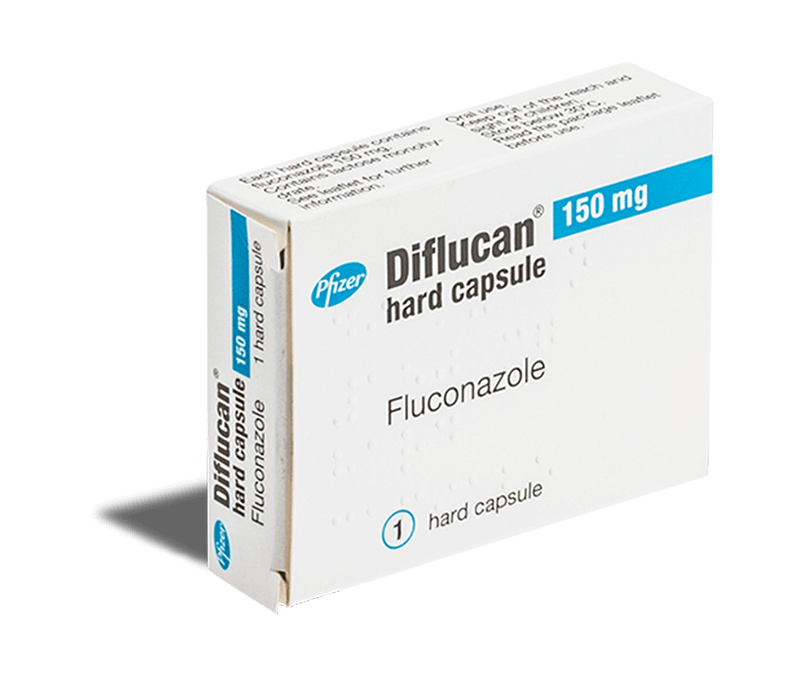 Each hard capsule contains
fluconazole 150 mg.
Contains lactose monohy-
drate.
See leaflet for further
information.
Oral use.
Keep out of the reach and
sight of children.
Store below 30°C.
Read the package leaflet
before use.
Pfizer
Diflucan® 150 mg
hard capsule
Fluconazole
1 hard capsule
Pfizer
Diflucan®
hard capsule 150 mg
Fluconazole 1 hard capsule